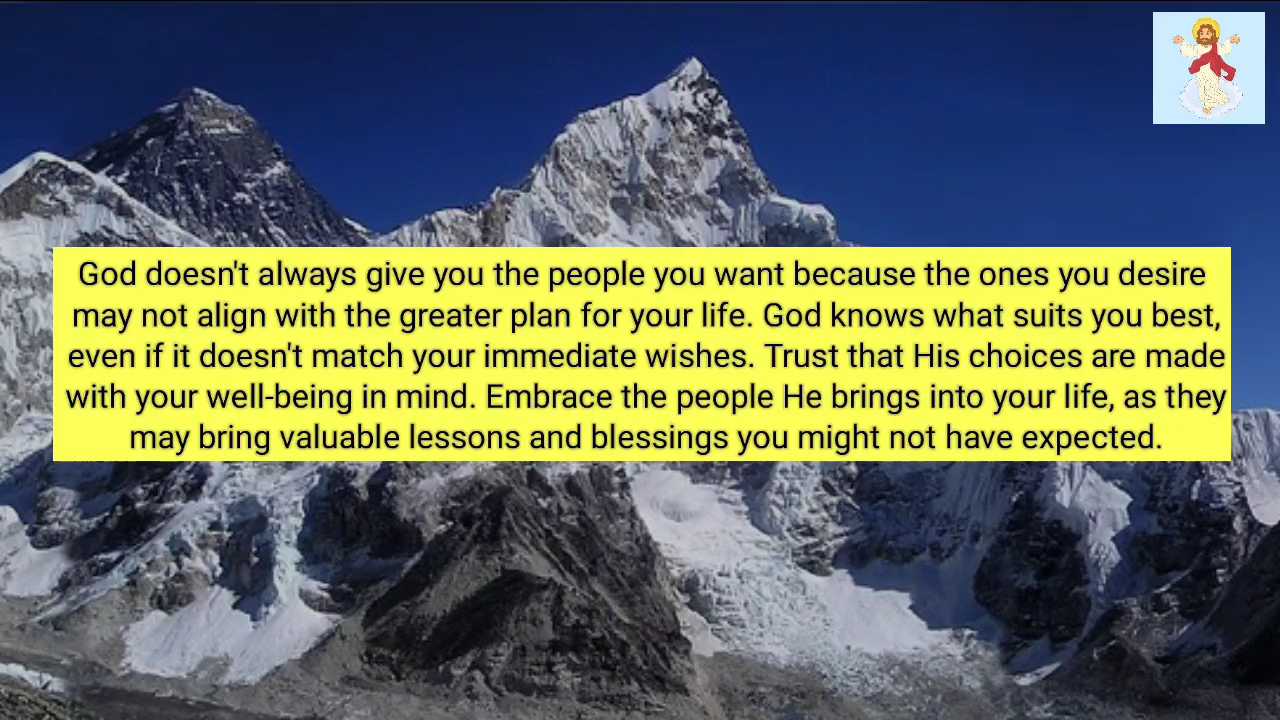 God doesn't always give you the people you want because the ones you desire
may not align with the greater plan for your life. God knows what suits you best,
even if it doesn't match your immediate wishes. Trust that His choices are made
with your well-being in mind. Embrace the people He brings into your life, as they
may bring valuable lessons and blessings you might not have expected.